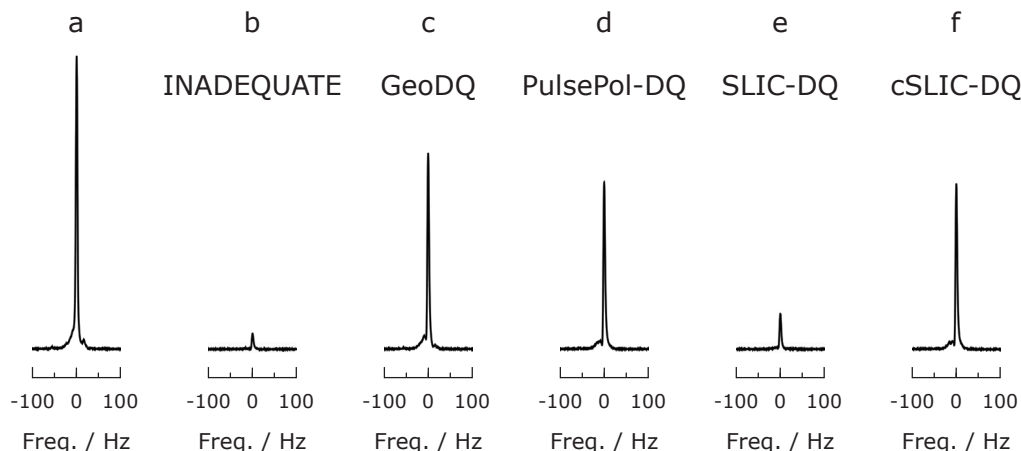 a b c d e f
INADEQUATE GeoDQ PulsePol-DQ SLIC-DQ cSLIC-DQ
-100 0 100 -100 0 100 -100 0 100 -100 0 100 -100 0 100 -100 0 100
Freq. / Hz Freq. / Hz Freq. / Hz Freq. / Hz Freq. / Hz Freq. / Hz